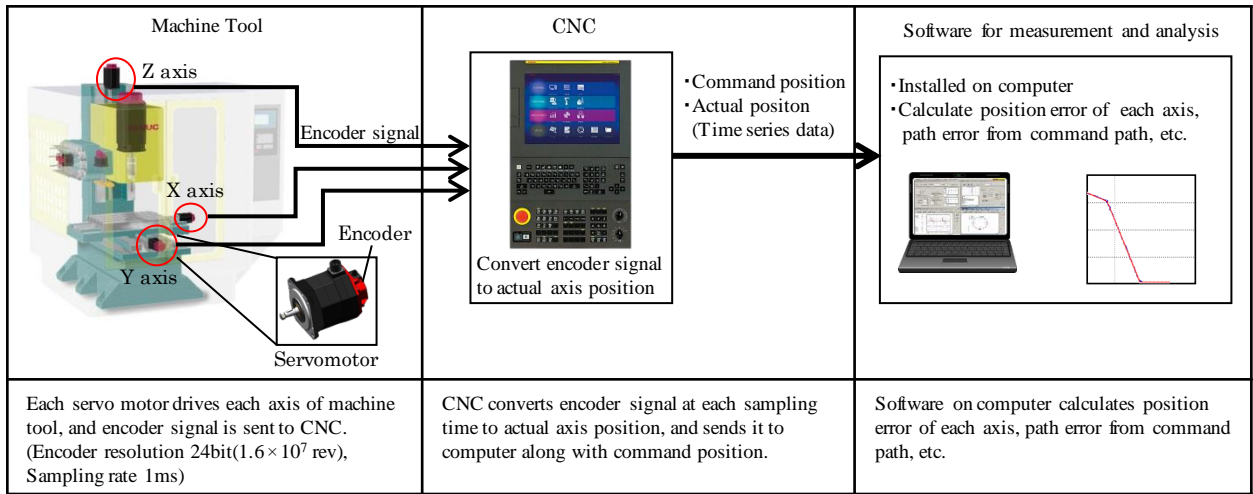 Machine Tool
Z axis
Encoder signal
X axis
Encoder
Y axis
Servomotor
CNC
Convert encoder signal
to actual axis position
・Command position
・Actual positon
(Time series data)
Software for measurement and analysis
・Installed on computer
・Calculate position error of each axis,
path error from command path, etc.
Each servo motor drives each axis of machine
tool, and encoder signal is sent to CNC.
(Encoder resolution 24bit(1.6×10⁷ rev),
Sampling rate 1ms)
CNC converts encoder signal at each sampling
time to actual axis position, and sends it to
computer along with command position.
Software on computer calculates position
error of each axis, path error from command
path, etc.